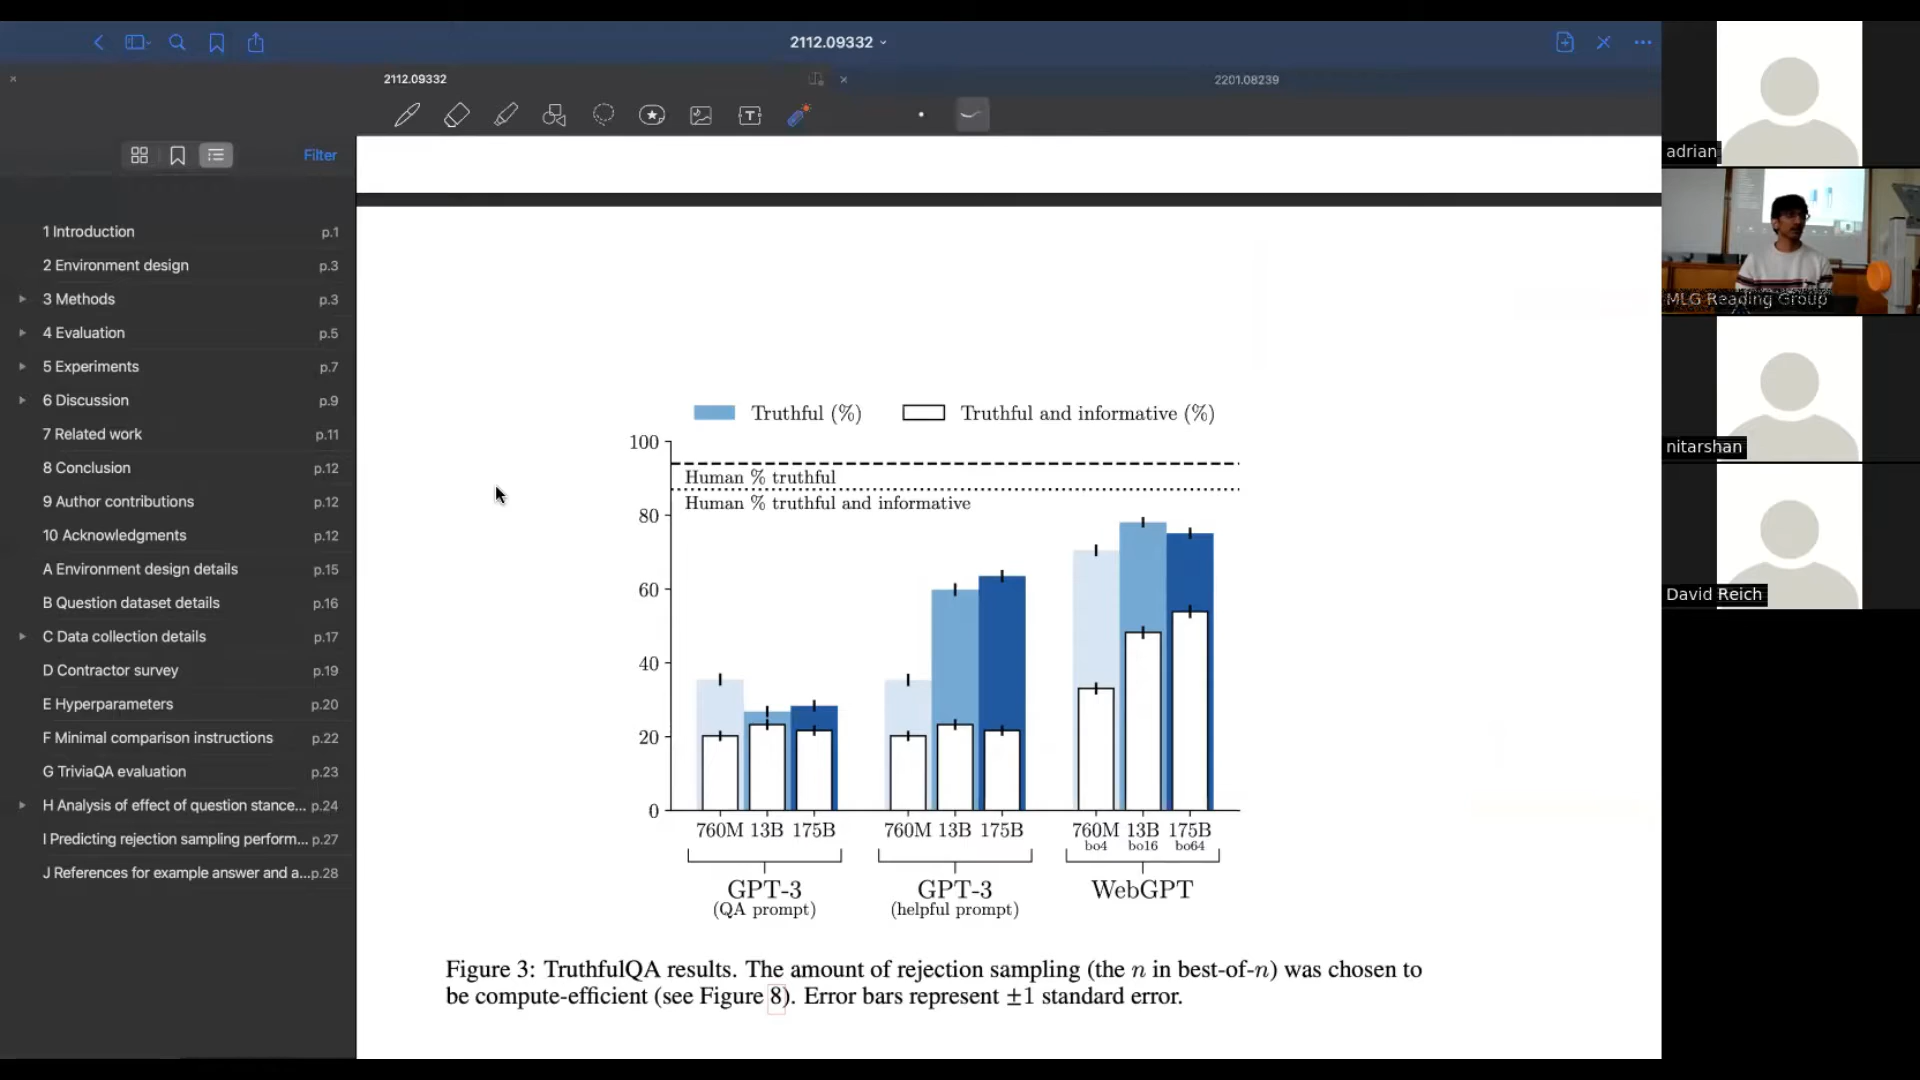 2112.09332
2112.09332
2201.08239
Filter
1 Introduction p.1
2 Environment design p.3
3 Methods p.3
4 Evaluation p.5
5 Experiments p.7
6 Discussion p.9
7 Related work p.11
8 Conclusion p.12
9 Author contributions p.12
10 Acknowledgments p.12
A Environment design details p.15
B Question dataset details p.16
C Data collection details p.17
D Contractor survey p.19
E Hyperparameters p.20
F Minimal comparison instructions p.22
G TriviaQA evaluation p.23
H Analysis of effect of question stance... p.24
I Predicting rejection sampling perform... p.27
J References for example answer and a... p.28
Truthful (%) Truthful and informative (%)
100
Human % truthful
Human % truthful and informative
80
60
40
20
0
760M 13B 175B 760M 13B 175B 760M 13B 175B
bo4 bo16 bo64
GPT-3 GPT-3 WebGPT
(QA prompt) (helpful prompt)
Figure 3: TruthfulQA results. The amount of rejection sampling (the n in best-of-n) was chosen to
be compute-efficient (see Figure 8). Error bars represent ±1 standard error.
adrian
MLG Reading Group
nitarshan
David Reich